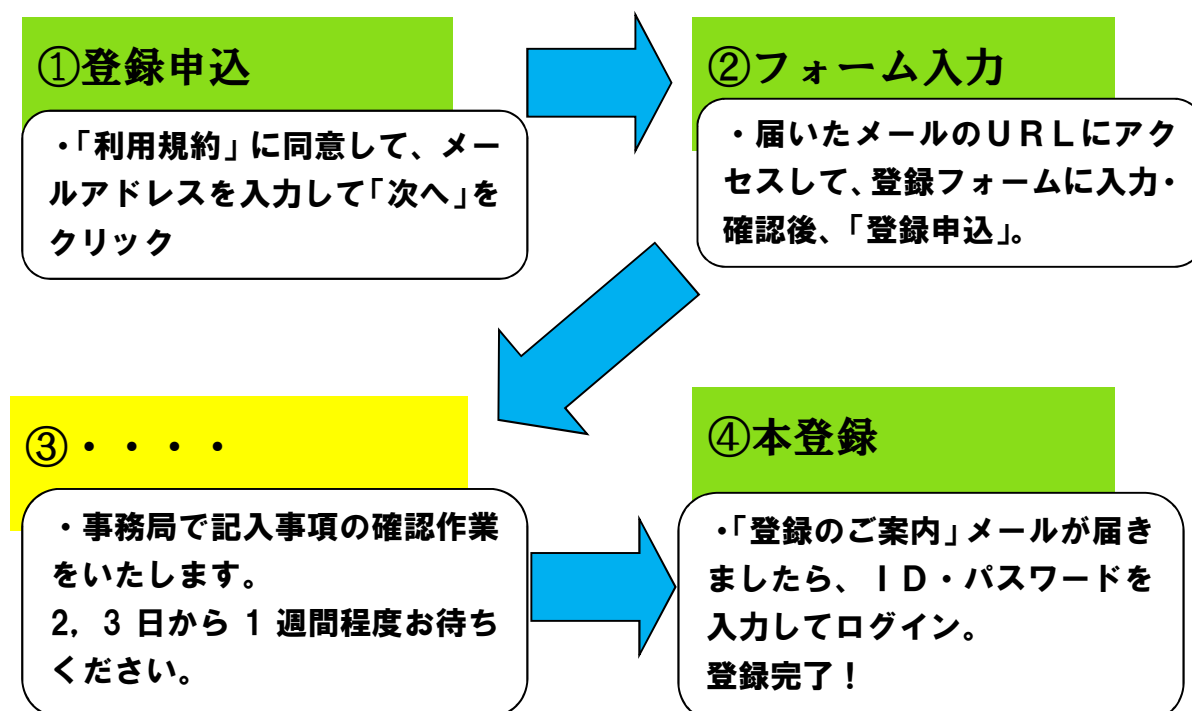 ①登録申込
・「利用規約」に同意して、メー
ルアドレスを入力して「次へ」を
クリック
②フォーム入力
・届いたメールのＵＲＬにアク
セスして、登録フォームに入力・
確認後、「登録申込」。
③・・・・
・事務局で記入事項の確認作業
をいたします。
2，3 日から 1 週間程度お待ち
ください。
④本登録
・「登録のご案内」メールが届き
ましたら、ＩＤ・パスワードを
入力してログイン。
登録完了！